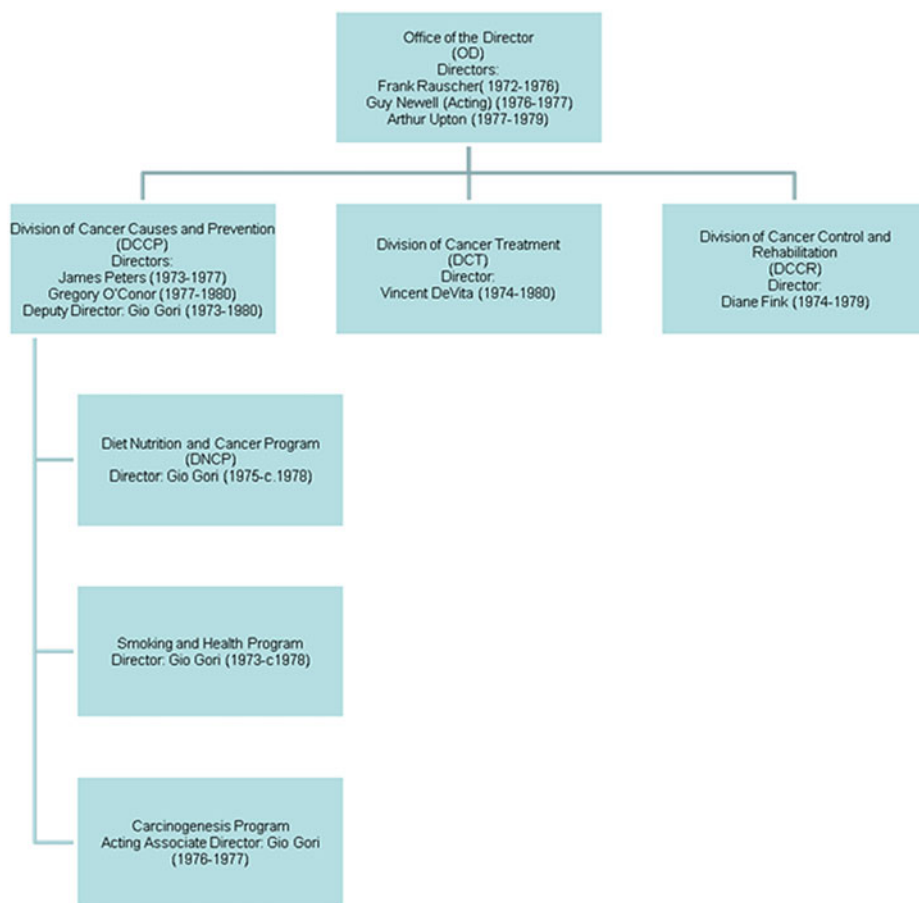 Office of the Director
(OD)
Directors:
Frank Rauscher( 1972-1976)
Guy Newell (Acting) (1976-1977)
Arthur Upton (1977-1979)
Division of Cancer Causes and Prevention
(DCCP)
Directors:
James Peters (1973-1977)
Gregory O'Conor (1977-1980)
Deputy Director: Gio Gori (1973-1980)
Division of Cancer Treatment
(DCT)
Director:
Vincent DeVita (1974-1980)
Division of Cancer Control and
Rehabilitation
(DCCR)
Director:
Diane Fink (1974-1979)
Diet Nutrition and Cancer Program
(DNCP)
Director: Gio Gori (1975-c.1978)
Smoking and Health Program
Director: Gio Gori (1973-c1978)
Carcinogenesis Program
Acting Associate Director: Gio Gori
(1976-1977)